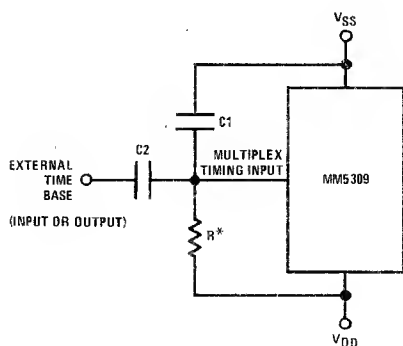 VSS
C1
C2
EXTERNAL
TIME
BASE
(INPUT OR OUTPUT)
MULTIPLEX
TIMING INPUT
MM5309
R*
VDD